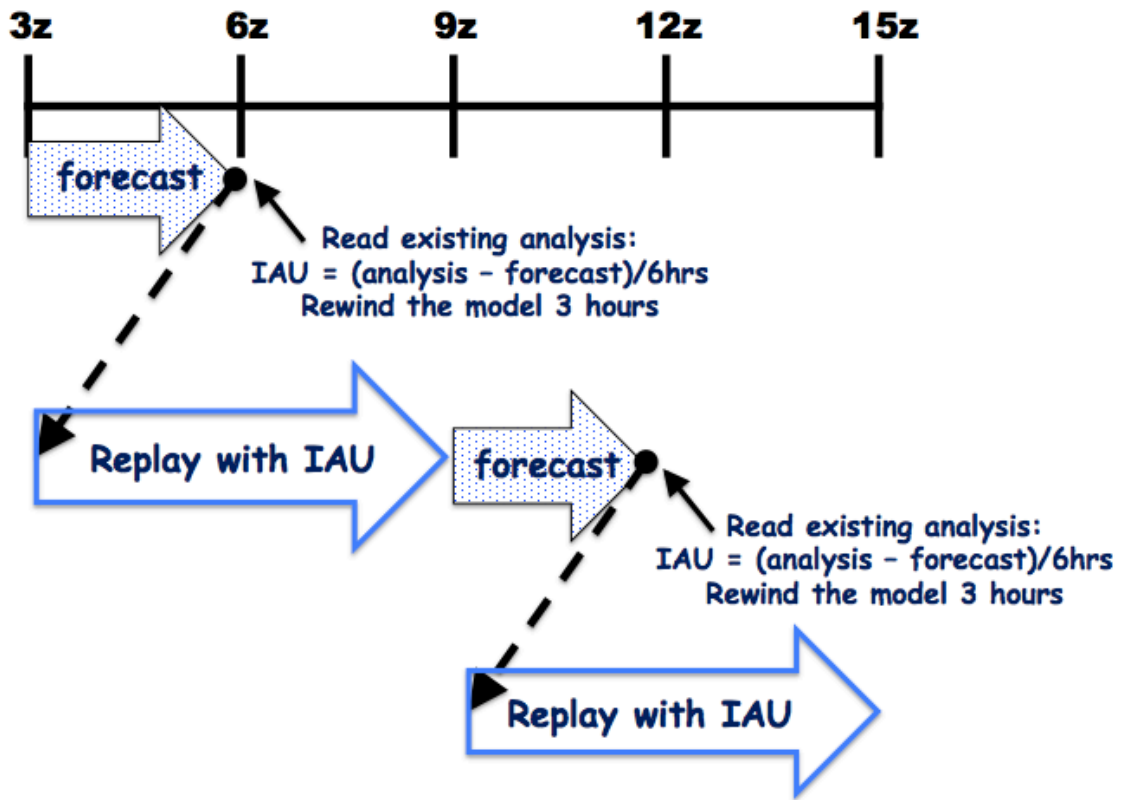 3z 6z 9z 12z 15z
forecast
Read existing analysis:
IAU = (analysis – forecast)/6hrs
Rewind the model 3 hours
Replay with IAU
forecast
Read existing analysis:
IAU = (analysis – forecast)/6hrs
Rewind the model 3 hours
Replay with IAU